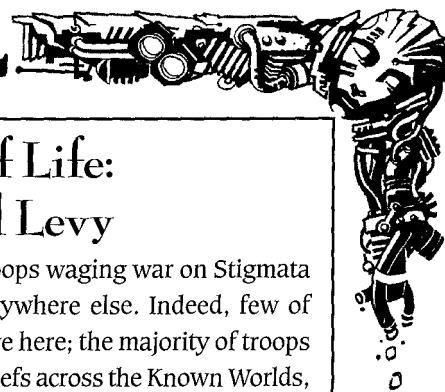 f Life:
l Levy
ops waging war on Stigmata
ywhere else. Indeed, few of
e here; the majority of troops
efs across the Known Worlds,